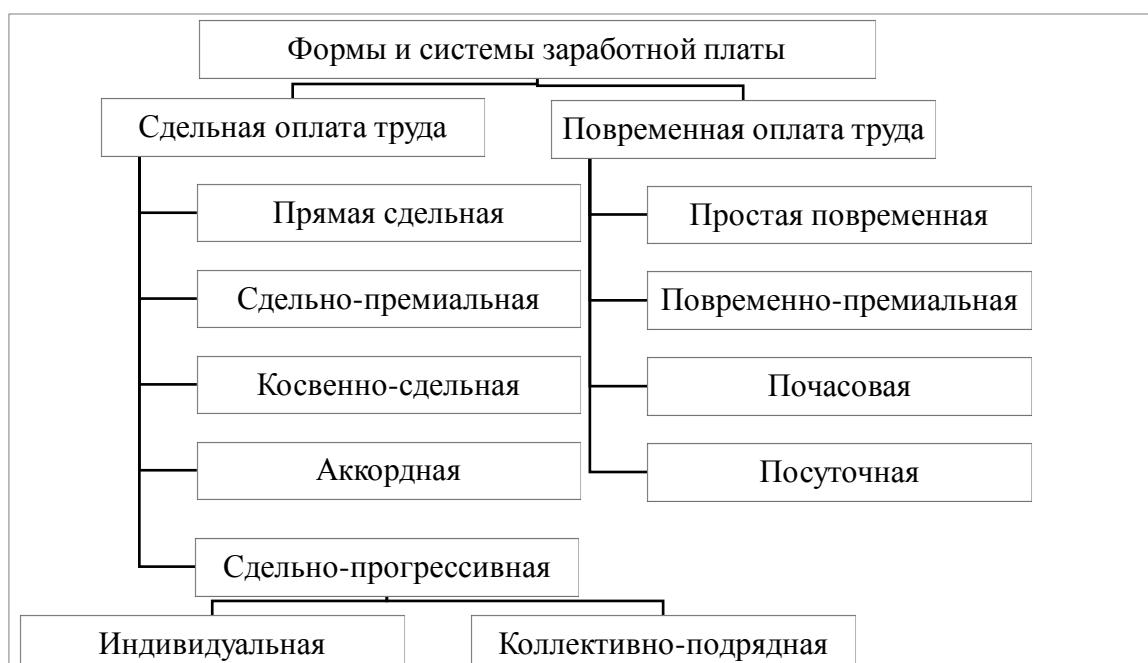 Формы и системы заработной платы
Сдельная оплата труда
Повременная оплата труда
Прямая сдельная
Простая повременная
Сдельно-премиальная
Повременно-премиальная
Косвенно-сдельная
Почасовая
Аккордная
Посуточная
Сдельно-прогрессивная
Индивидуальная
Коллективно-подрядная